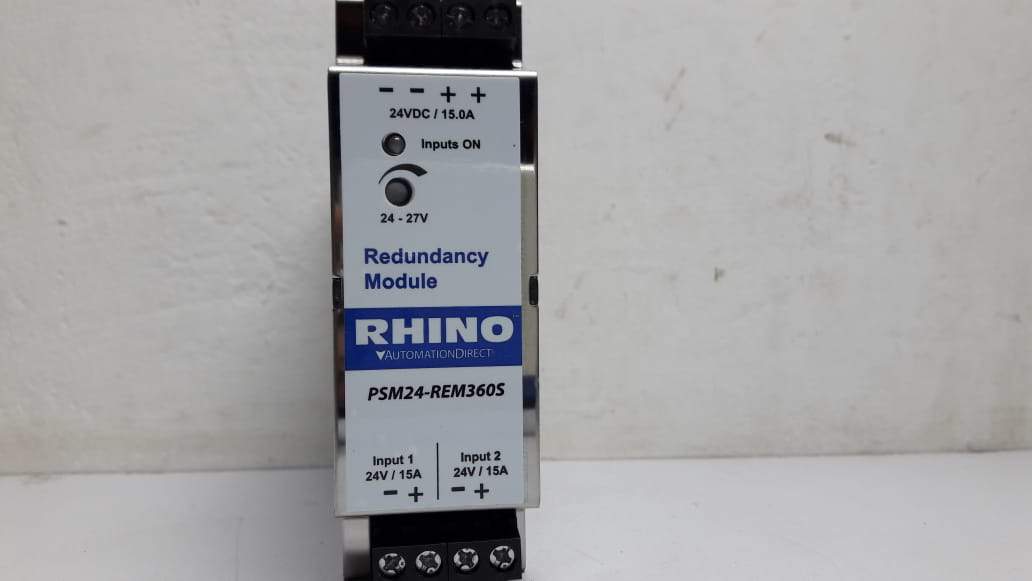 − − + +
24VDC / 15.0A
Inputs ON
24 - 27V
Redundancy
Module
RHINO™
AUTOMATIONDIRECT
PSM24-REM360S
Input 1
24V / 15A
− +
Input 2
24V / 15A
− +